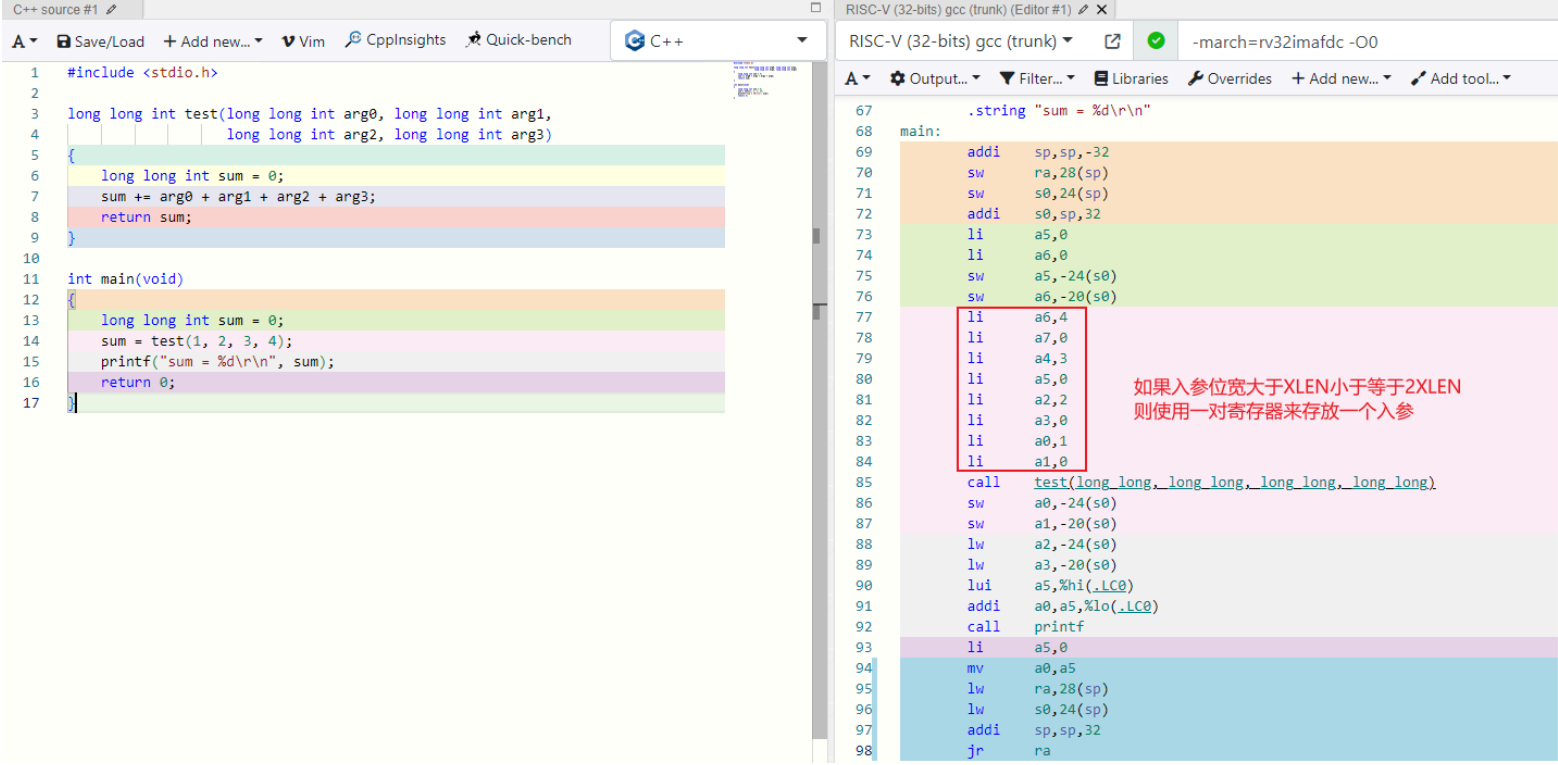 C++ source #1
A Save/Load + Add new... Vim CppInsights Quick-bench C++
1 #include <stdio.h>
2
3 long long int test(long long int arg0, long long int arg1,
4 long long int arg2, long long int arg3)
5 {
6 long long int sum = 0;
7 sum += arg0 + arg1 + arg2 + arg3;
8 return sum;
9 }
10
11 int main(void)
12 {
13 long long int sum = 0;
14 sum = test(1, 2, 3, 4);
15 printf("sum = %d\r\n", sum);
16 return 0;
17 }
RISC-V (32-bits) gcc (trunk) (Editor #1)
RISC-V (32-bits) gcc (trunk) -march=rv32imafdc -O0
A Output... Filter... Libraries Overrides + Add new... Add tool...
67 .string "sum = %d\r\n"
68 main:
69 addi sp,sp,-32
70 sw ra,28(sp)
71 sw s0,24(sp)
72 addi s0,sp,32
73 li a5,0
74 li a6,0
75 sw a5,-24(s0)
76 sw a6,-20(s0)
77 li a6,4
78 li a7,0
79 li a4,3
80 li a5,0
81 li a2,2
82 li a3,0
83 li a0,1
84 li a1,0
如果入参位宽大于XLEN小于等于2XLEN
则使用一对寄存器来存放一个入参
85 call test(long long, long long, long long, long long)
86 sw a0,-24(s0)
87 sw a1,-20(s0)
88 lw a2,-24(s0)
89 lw a3,-20(s0)
90 lui a5,%hi(.LC0)
91 addi a0,a5,%lo(.LC0)
92 call printf
93 li a5,0
94 mv a0,a5
95 lw ra,28(sp)
96 lw s0,24(sp)
97 addi sp,sp,32
98 jr ra